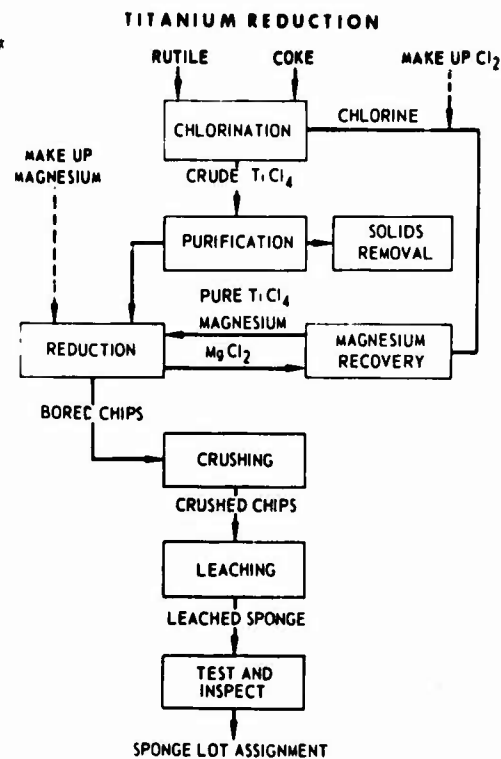 TITANIUM REDUCTION
*
RUTILE
COKE
MAKE UP Cl2
CHLORINATION
CHLORINE
MAKE UP
MAGNESIUM
CRUDE TiCl4
PURIFICATION
SOLIDS
REMOVAL
PURE TiCl4
MAGNESIUM
REDUCTION
MAGNESIUM
RECOVERY
MgCl2
BORED CHIPS
CRUSHING
CRUSHED CHIPS
LEACHING
LEACHED SPONGE
TEST AND
INSPECT
SPONGE LOT ASSIGNMENT